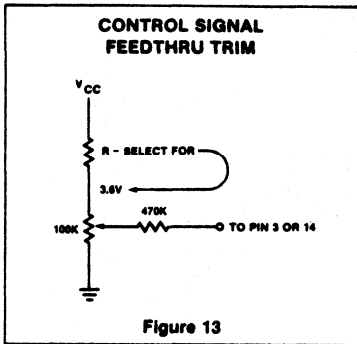 CONTROL SIGNAL
FEEDTHRU TRIM
VCC
R - SELECT FOR
3.6V
470K
100K
TO PIN 3 OR 14
Figure 13